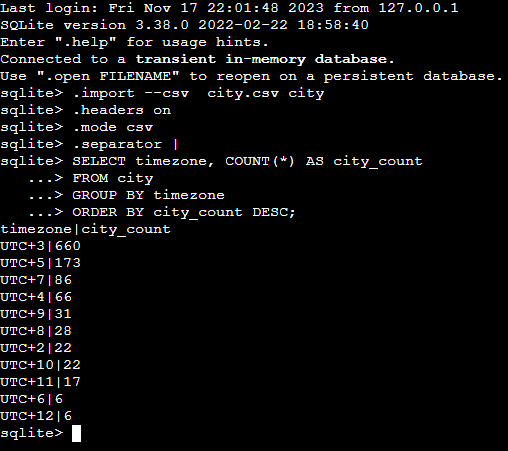 Last login: Fri Nov 17 22:01:48 2023 from 127.0.0.1
SQLite version 3.38.0 2022-02-22 18:58:40
Enter ".help" for usage hints.
Connected to a transient in-memory database.
Use ".open FILENAME" to reopen on a persistent database.
sqlite> .import --csv  city.csv city
sqlite> .headers on
sqlite> .mode csv
sqlite> .separator |
sqlite> SELECT timezone, COUNT(*) AS city_count
   ...> FROM city
   ...> GROUP BY timezone
   ...> ORDER BY city_count DESC;
timezone|city_count
UTC+3|660
UTC+5|173
UTC+7|86
UTC+4|66
UTC+9|31
UTC+8|28
UTC+2|22
UTC+10|22
UTC+11|17
UTC+6|6
UTC+12|6
sqlite>